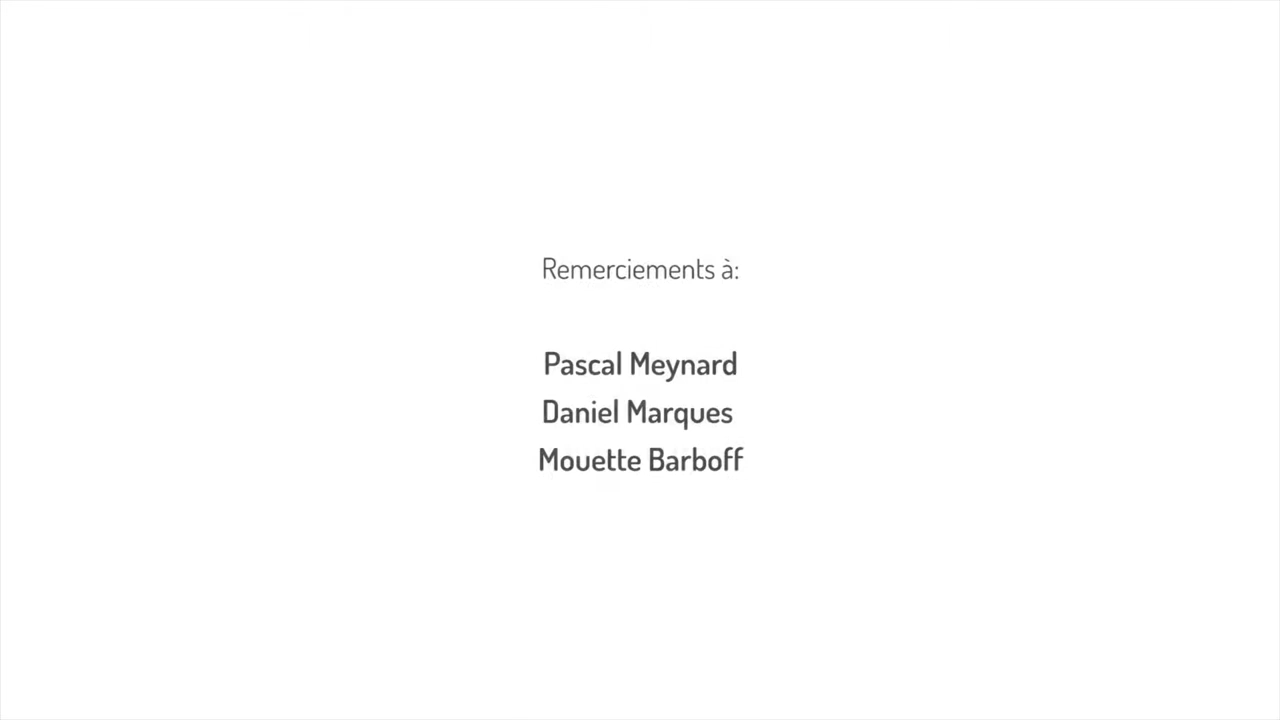 Remerciements à:
Pascal Meynard
Daniel Marques
Mouette Barboff